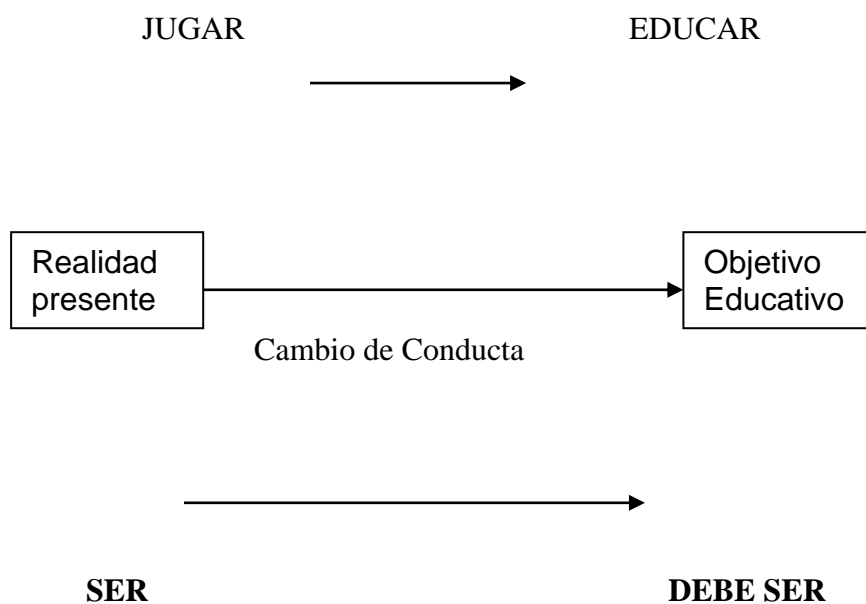 JUGAR EDUCAR
Realidad
presente
Objetivo
Educativo
Cambio de Conducta
SER DEBE SER